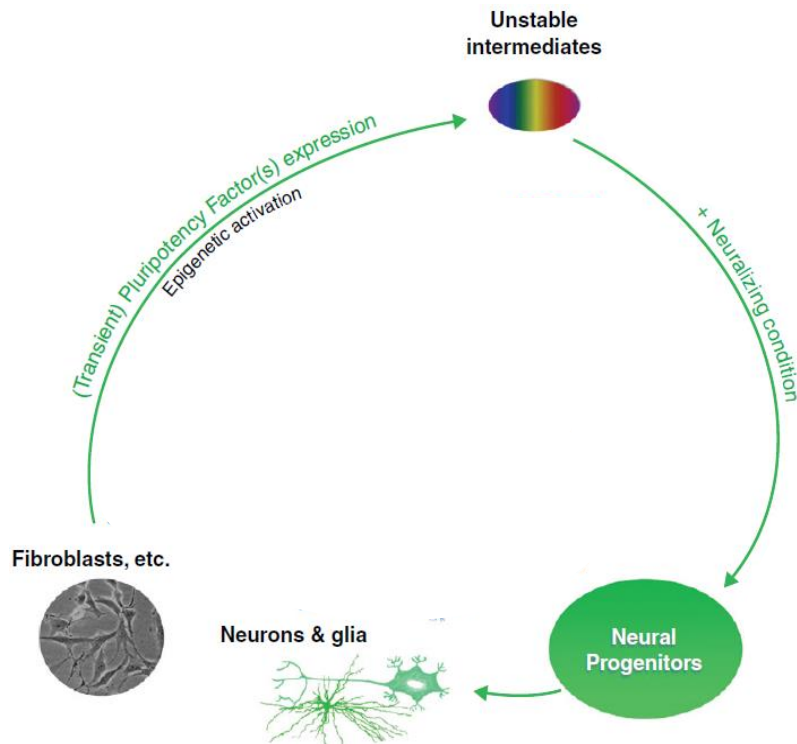 Unstable
intermediates
(Transient) Pluripotency Factor(s) expression
Epigenetic activation
+ Neuralizing condition
Fibroblasts, etc.
Neurons & glia
Neural
Progenitors